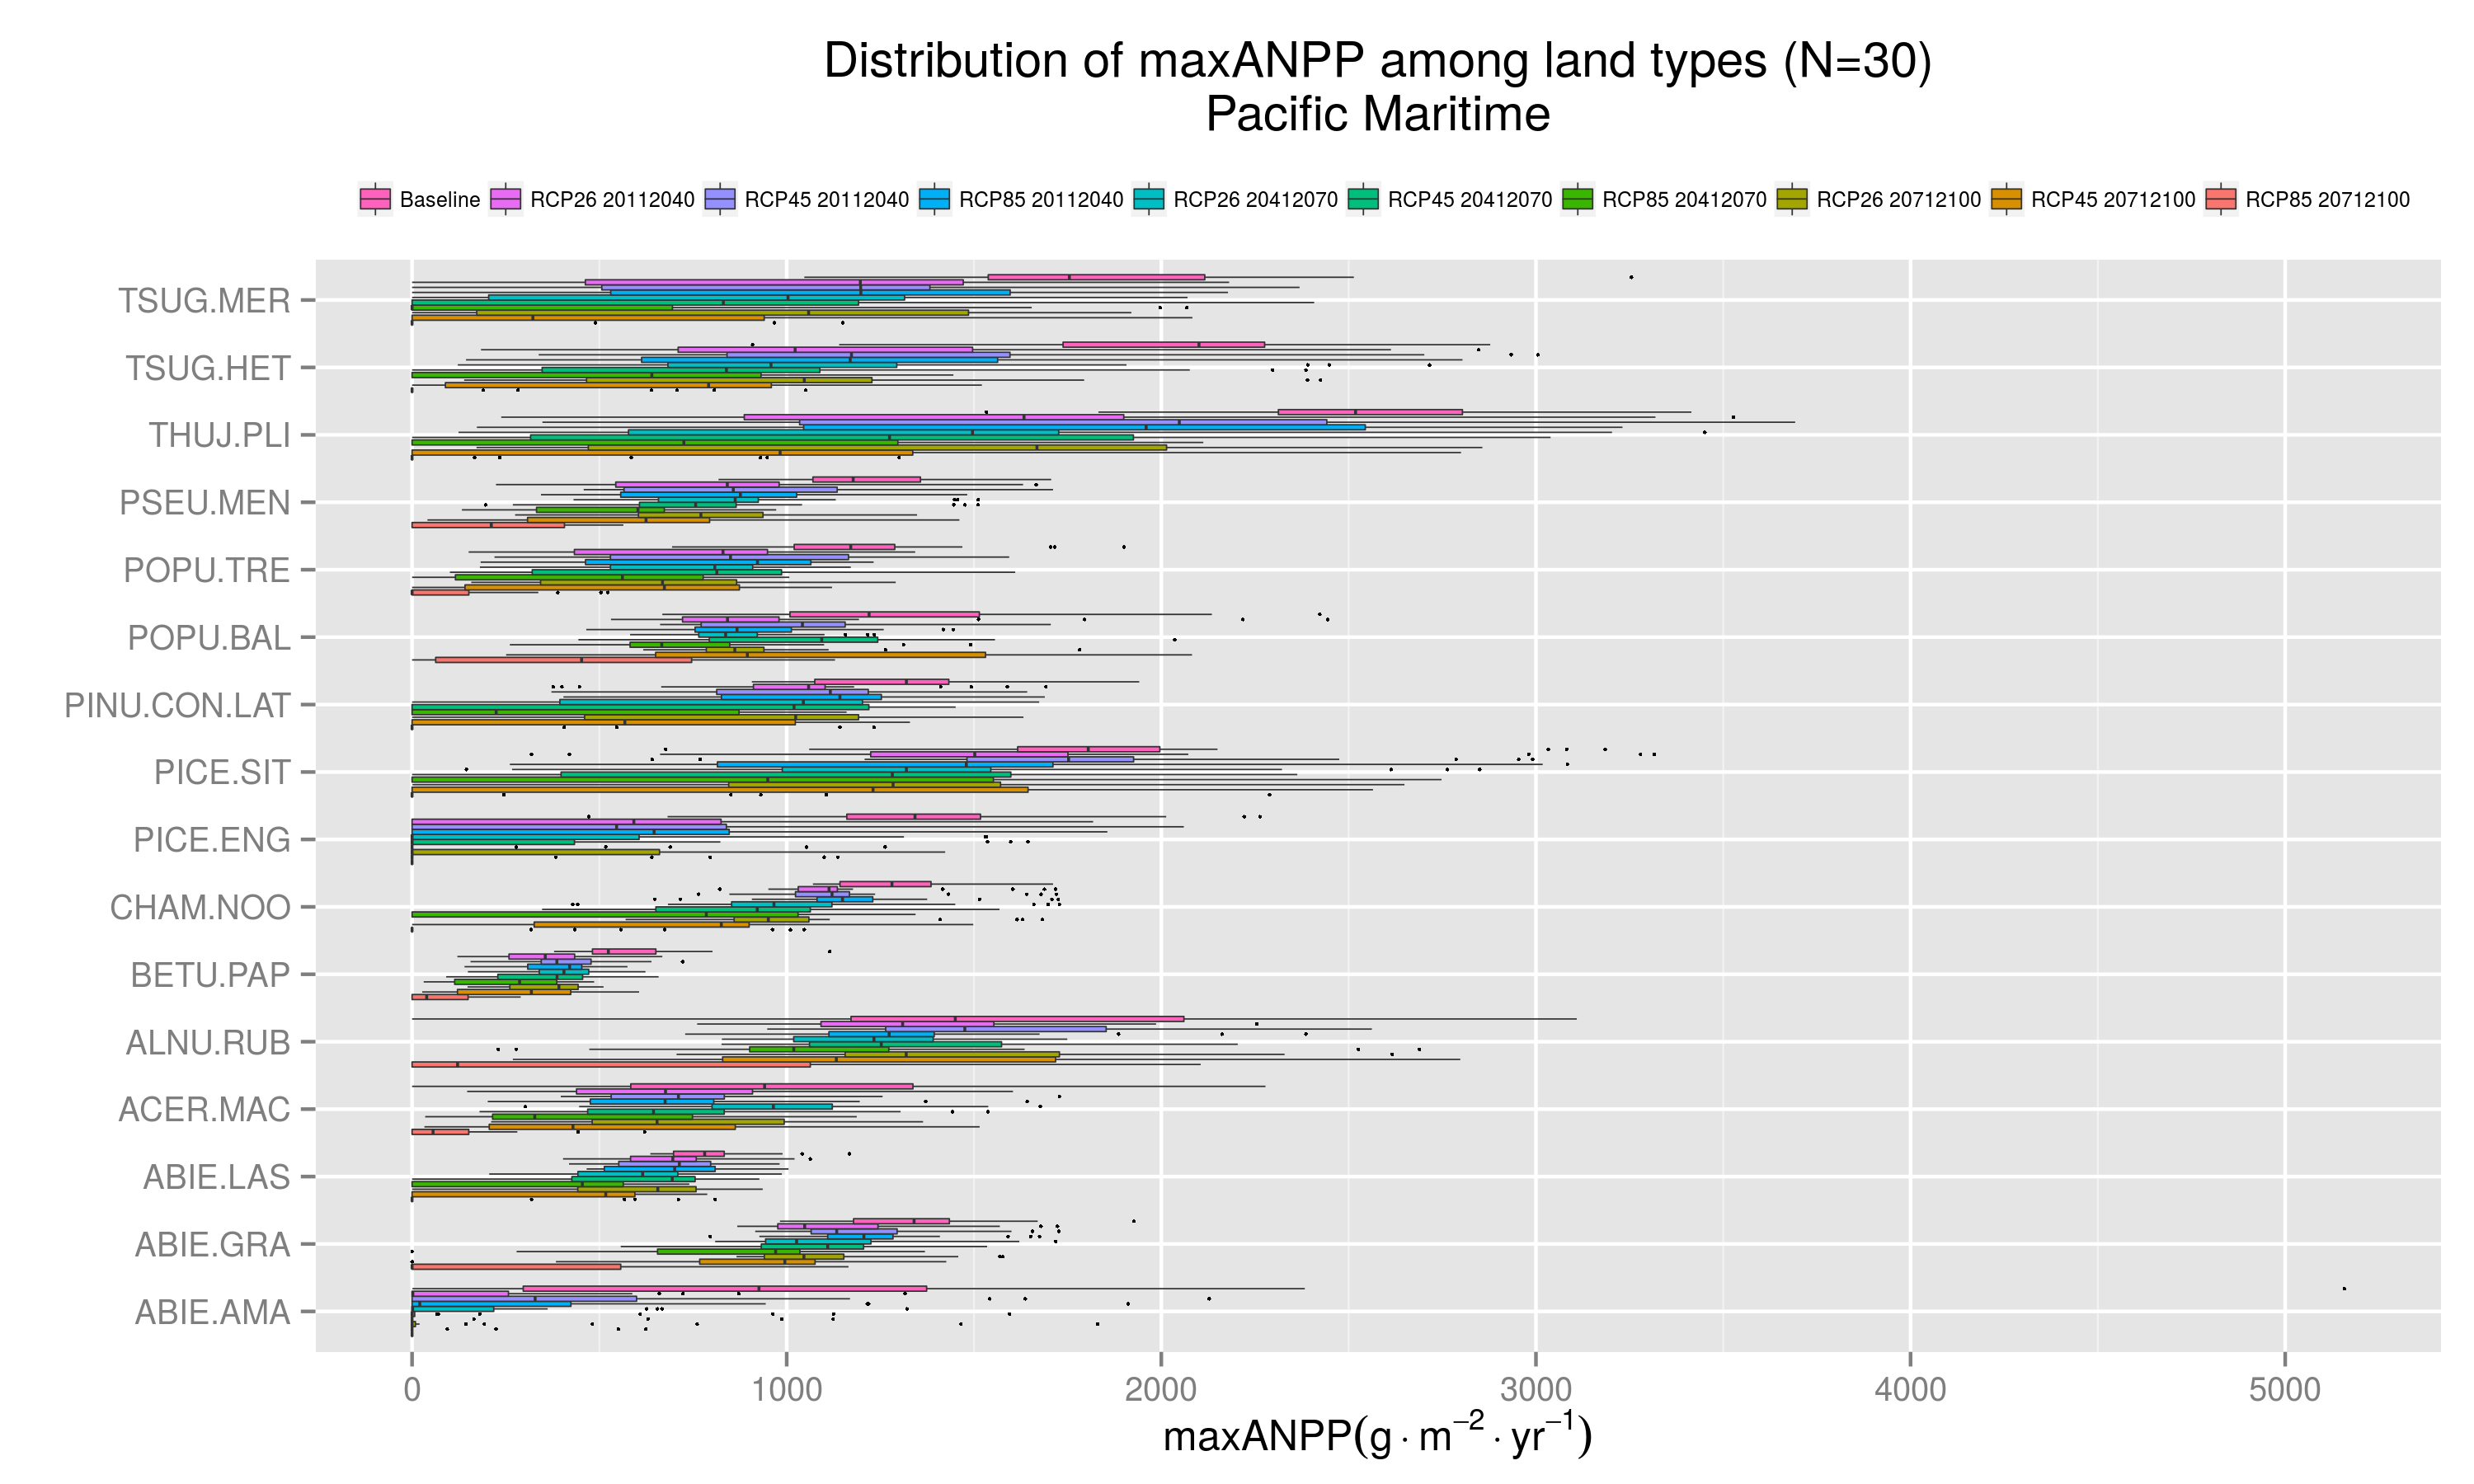 Distribution of maxANPP among land types (N=30)
Pacific Maritime
Baseline RCP26 20112040 RCP45 20112040 RCP85 20112040 RCP26 20412070 RCP45 20412070 RCP85 20412070 RCP26 20712100 RCP45 20712100 RCP85 20712100
TSUG.MER
TSUG.HET
THUJ.PLI
PSEU.MEN
POPU.TRE
POPU.BAL
PINU.CON.LAT
PICE.SIT
PICE.ENG
CHAM.NOO
BETU.PAP
ALNU.RUB
ACER.MAC
ABIE.LAS
ABIE.GRA
ABIE.AMA
0 1000 2000 3000 4000 5000
maxANPP(g·m⁻²·yr⁻¹)